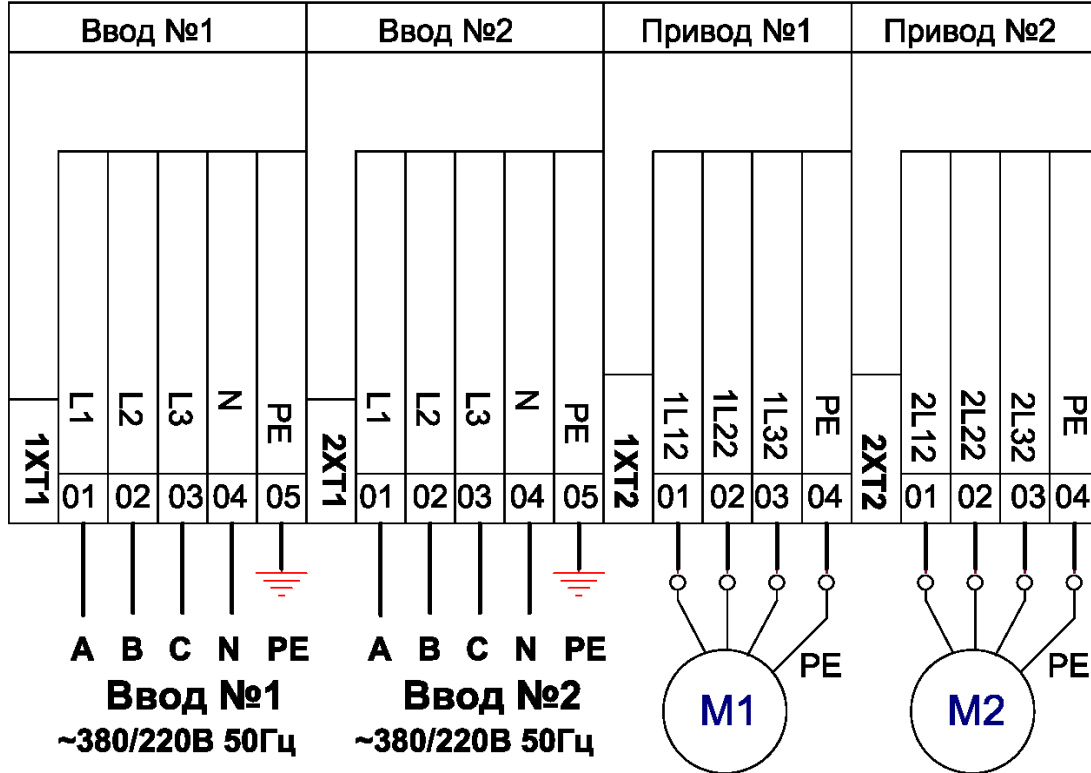 Ввод №1 Ввод №2 Привод №1 Привод №2
1XT1 L1 L2 L3 N PE 2XT1 L1 L2 L3 N PE 1XT2 1L12 1L22 1L32 PE 2XT2 2L12 2L22 2L32 PE
01 02 03 04 05 01 02 03 04 05 01 02 03 04 01 02 03 04
A B C N PE A B C N PE PE PE
Ввод №1 Ввод №2 M1 M2
~380/220В 50Гц ~380/220В 50Гц